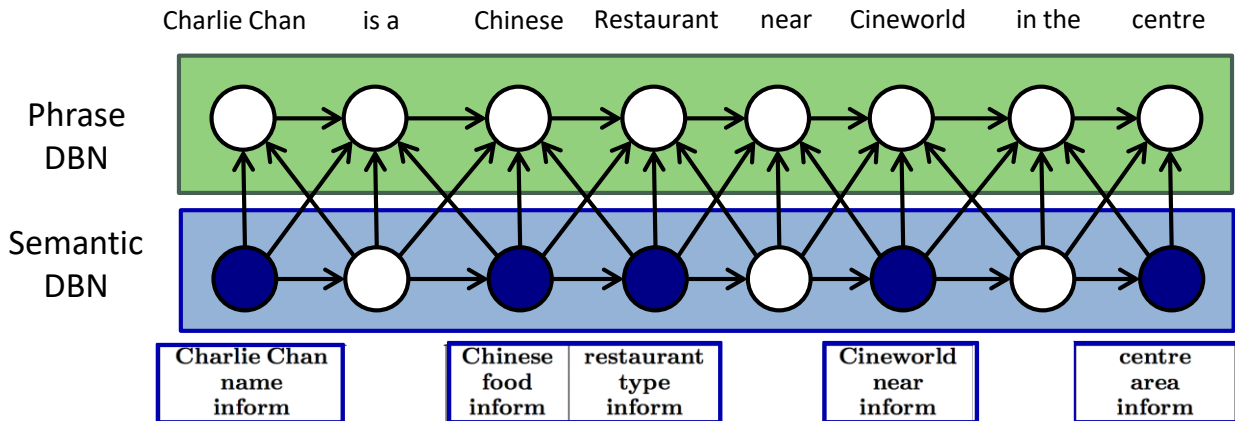 Charlie Chan is a Chinese Restaurant near Cineworld in the centre
Phrase
DBN
Semantic
DBN
Charlie Chan
name
inform
Chinese
food
inform
restaurant
type
inform
Cineworld
near
inform
centre
area
inform